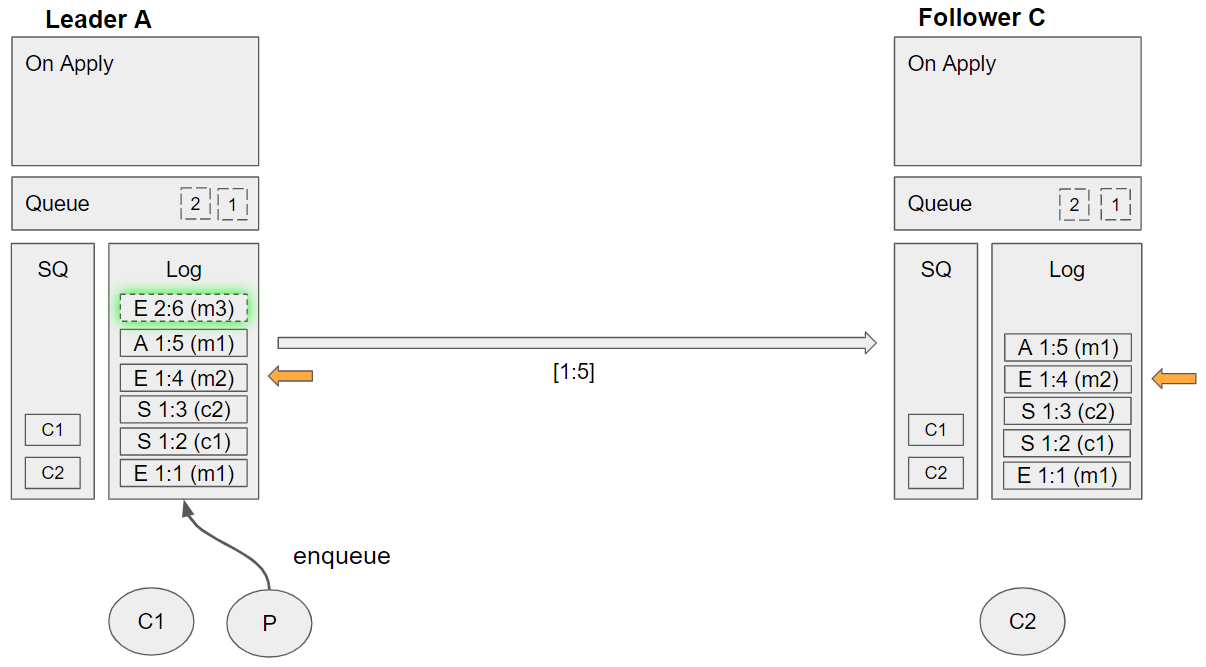 Leader A
On Apply
Queue
2
1
SQ
C1
C2
Log
E 2:6 (m3)
A 1:5 (m1)
E 1:4 (m2)
S 1:3 (c2)
S 1:2 (c1)
E 1:1 (m1)
enqueue
C1
P
[1:5]
Follower C
On Apply
Queue
2
1
SQ
C1
C2
Log
A 1:5 (m1)
E 1:4 (m2)
S 1:3 (c2)
S 1:2 (c1)
E 1:1 (m1)
C2